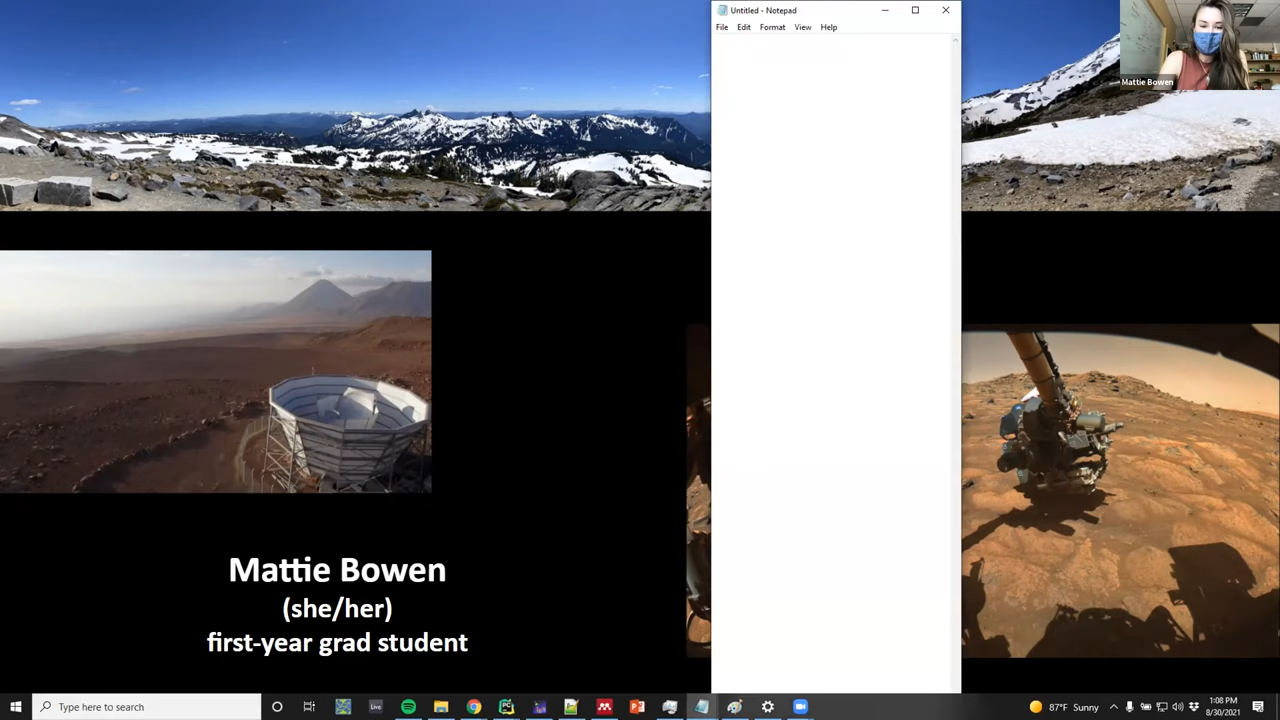 Untitled - Notepad
File Edit Format View Help
Mattie Bowen
Mattie Bowen
(she/her)
first-year grad student
Type here to search
Live
87°F Sunny
1:08 PM
8/30/2021